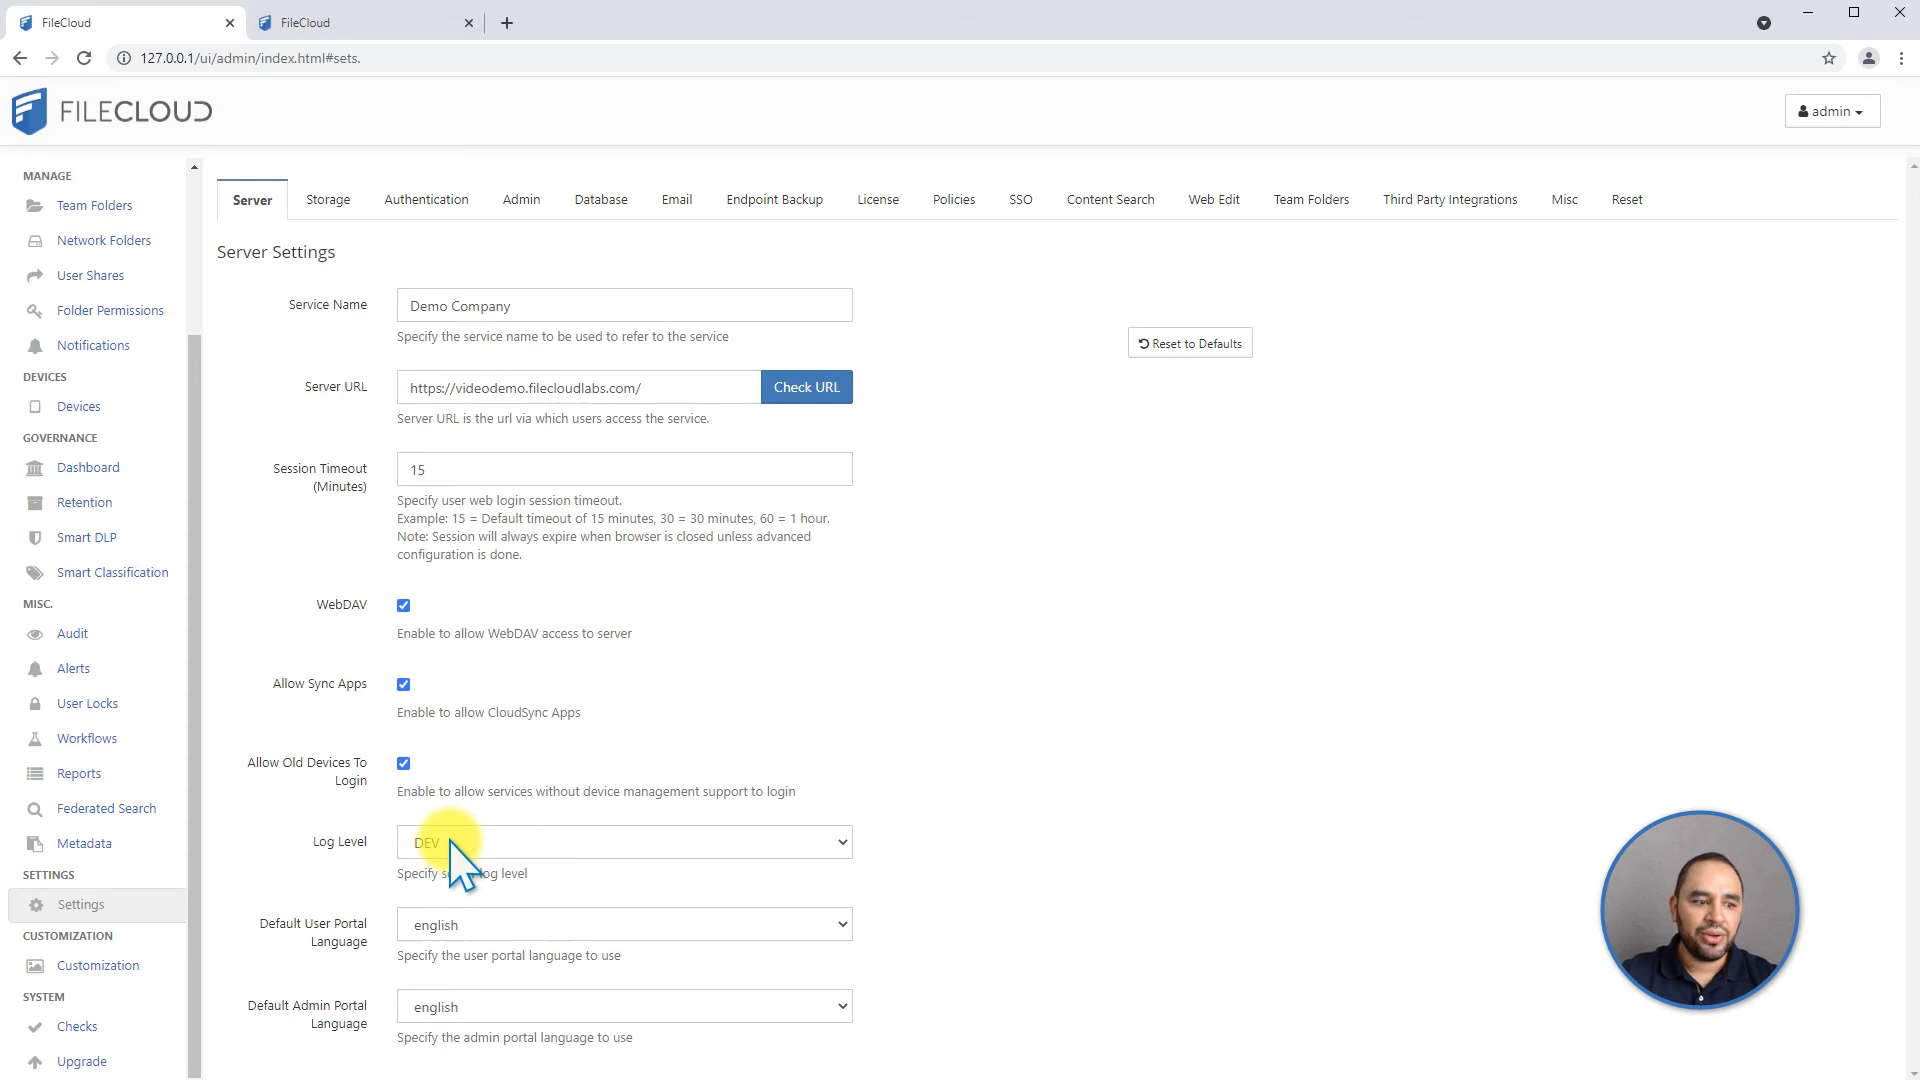 FileCloud
FileCloud
127.0.0.1/ui/admin/index.html#sets.
FILECLOUD
admin
MANAGE
Team Folders
Network Folders
User Shares
Folder Permissions
Notifications
DEVICES
Devices
GOVERNANCE
Dashboard
Retention
Smart DLP
Smart Classification
MISC.
Audit
Alerts
User Locks
Workflows
Reports
Federated Search
Metadata
SETTINGS
Settings
CUSTOMIZATION
Customization
SYSTEM
Checks
Upgrade
Server Storage Authentication Admin Database Email Endpoint Backup License Policies SSO Content Search Web Edit Team Folders Third Party Integrations Misc Reset
Server Settings
Service Name
Demo Company
Specify the service name to be used to refer to the service
Reset to Defaults
Server URL
https://videodemo.filecloudlabs.com/
Check URL
Server URL is the url via which users access the service.
Session Timeout
(Minutes)
15
Specify user web login session timeout.
Example: 15 = Default timeout of 15 minutes, 30 = 30 minutes, 60 = 1 hour.
Note: Session will always expire when browser is closed unless advanced
configuration is done.
WebDAV
Enable to allow WebDAV access to server
Allow Sync Apps
Enable to allow CloudSync Apps
Allow Old Devices To
Login
Enable to allow services without device management support to login
Log Level
DEV
Specify log level
Default User Portal
Language
english
Specify the user portal language to use
Default Admin Portal
Language
english
Specify the admin portal language to use